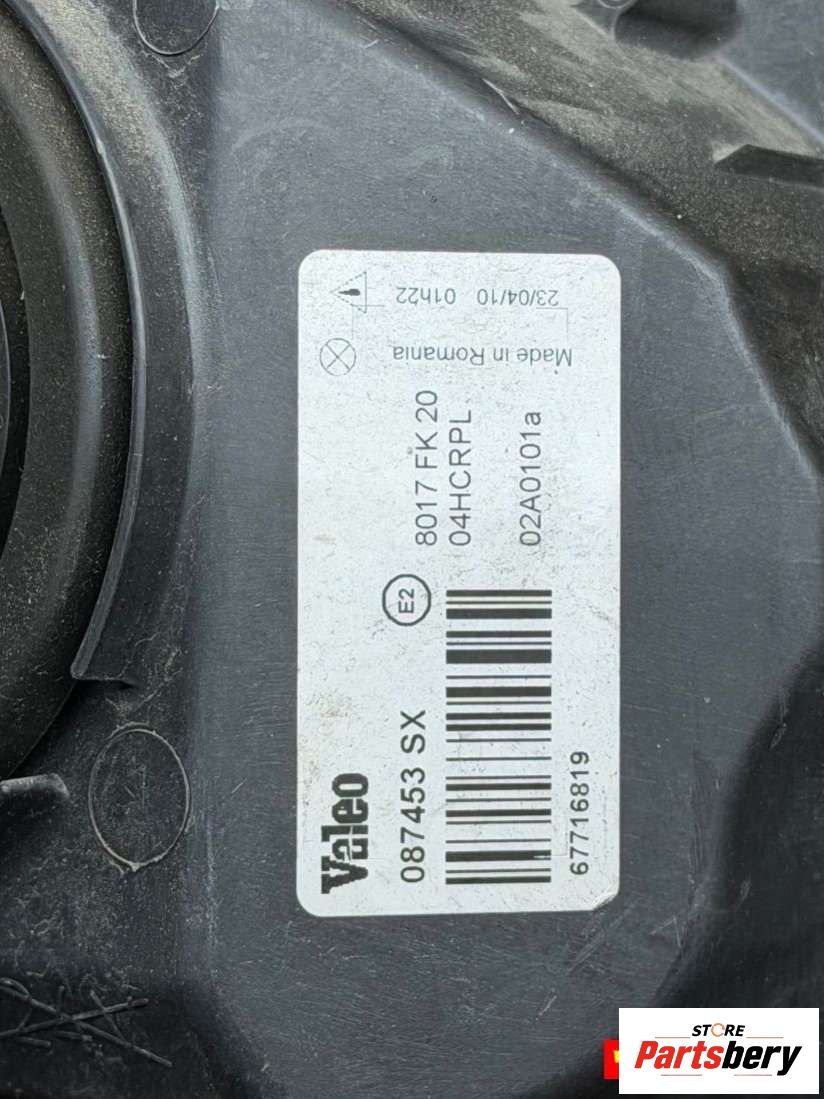 Valeo
087453 SX
E2
8017 FK 20
04HCRPL
02A0101a
67716819
Made in Romania
23/04/10 01h22
STORE
Partsbery